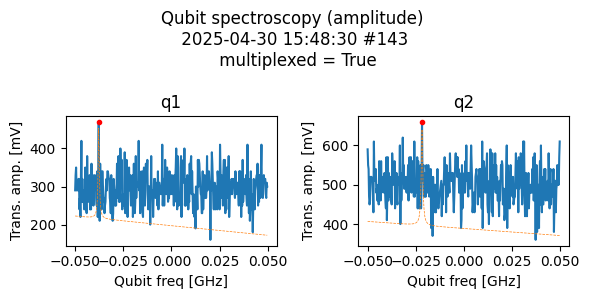 Qubit spectroscopy (amplitude)
2025-04-30 15:48:30 #143
multiplexed = True
q1
q2
Trans. amp. [mV]
400
300
200
−0.050
−0.025
0.000
0.025
0.050
Qubit freq [GHz]
Trans. amp. [mV]
600
500
400
−0.050
−0.025
0.000
0.025
0.050
Qubit freq [GHz]